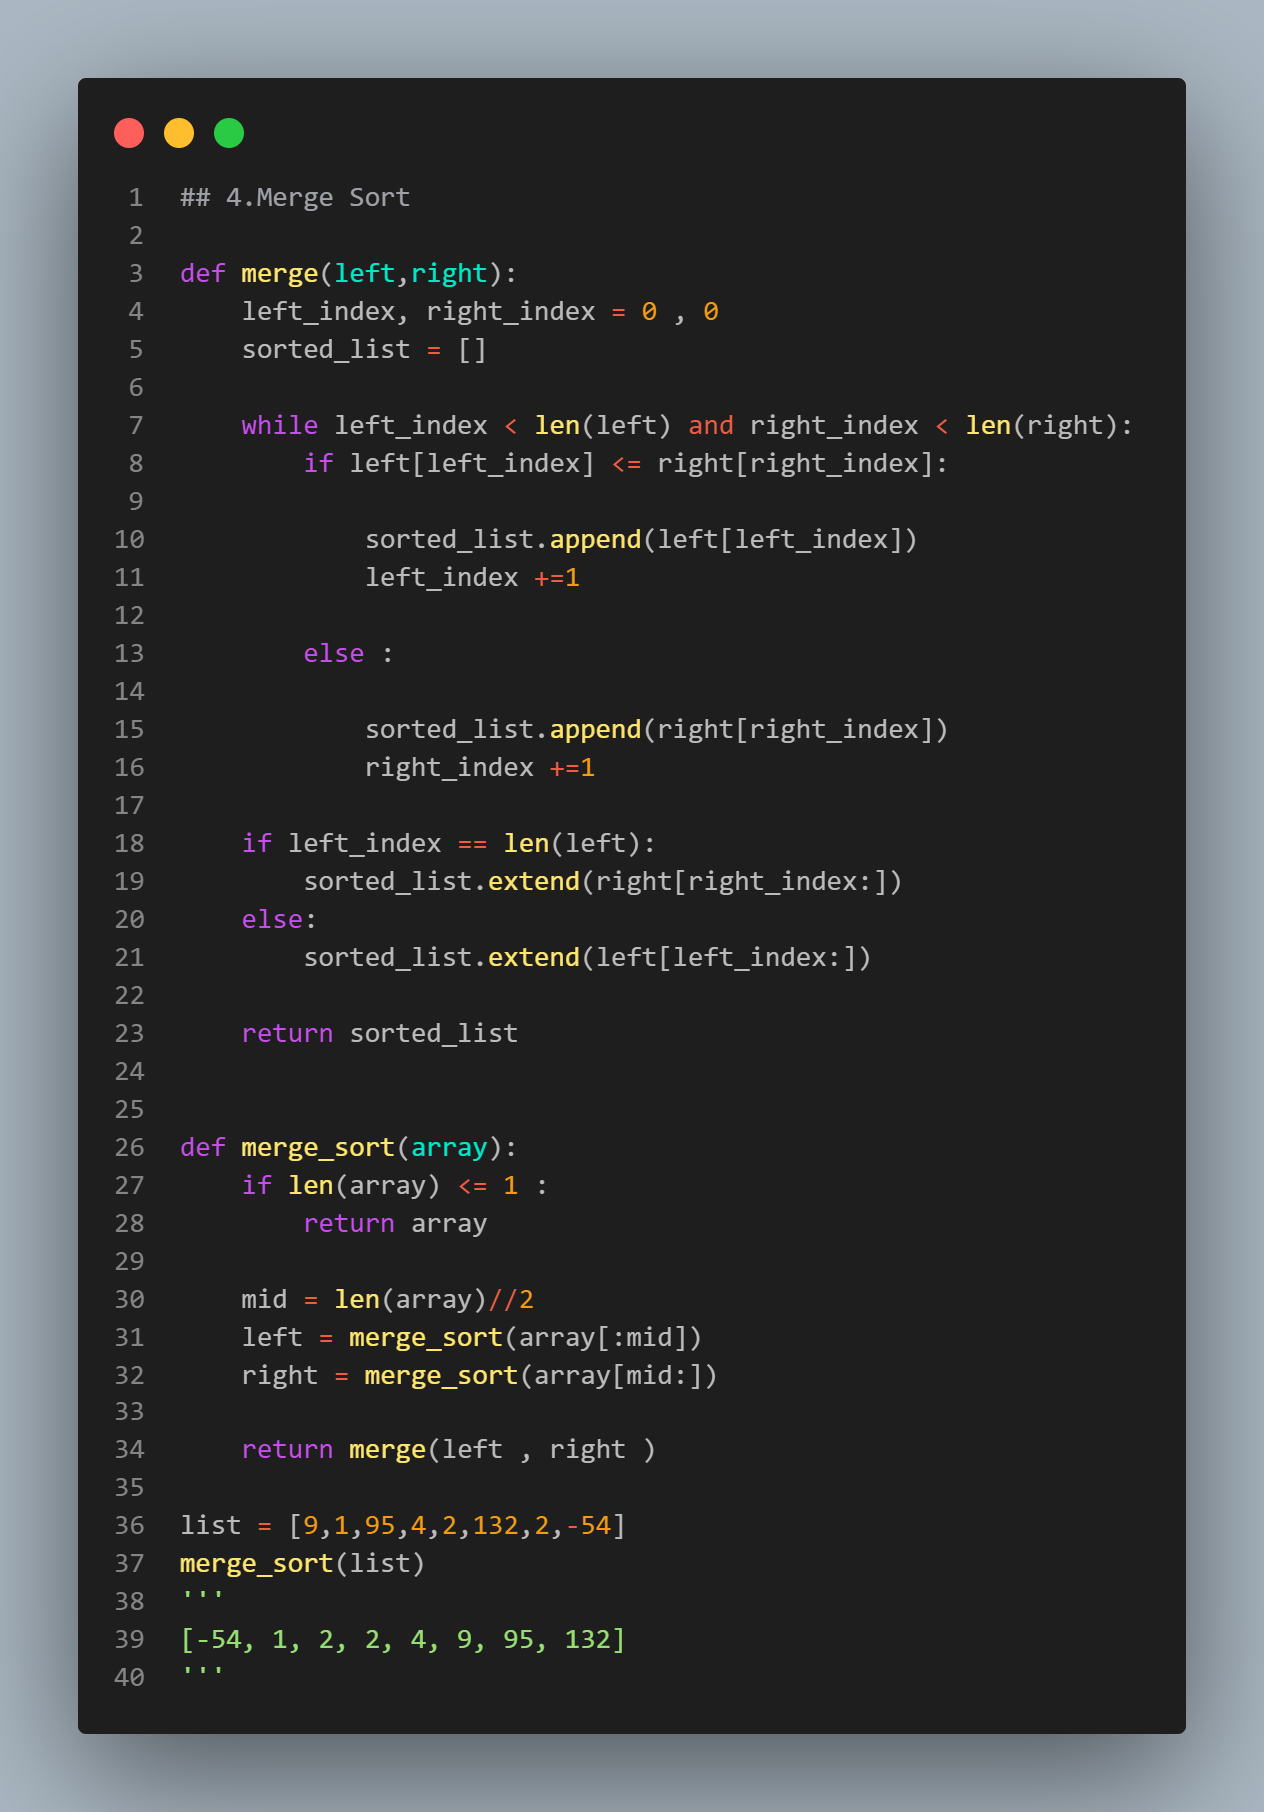 1 ## 4.Merge Sort
2
3 def merge(left,right):
4     left_index, right_index = 0 , 0
5     sorted_list = []
6
7     while left_index < len(left) and right_index < len(right):
8         if left[left_index] <= right[right_index]:
9
10             sorted_list.append(left[left_index])
11             left_index +=1
12
13         else :
14
15             sorted_list.append(right[right_index])
16             right_index +=1
17
18     if left_index == len(left):
19         sorted_list.extend(right[right_index:])
20     else:
21         sorted_list.extend(left[left_index:])
22
23     return sorted_list
24
25
26 def merge_sort(array):
27     if len(array) <= 1 :
28         return array
29
30     mid = len(array)//2
31     left = merge_sort(array[:mid])
32     right = merge_sort(array[mid:])
33
34     return merge(left , right )
35
36 list = [9,1,95,4,2,132,2,-54]
37 merge_sort(list)
38 '''
39 [-54, 1, 2, 2, 4, 9, 95, 132]
40 '''